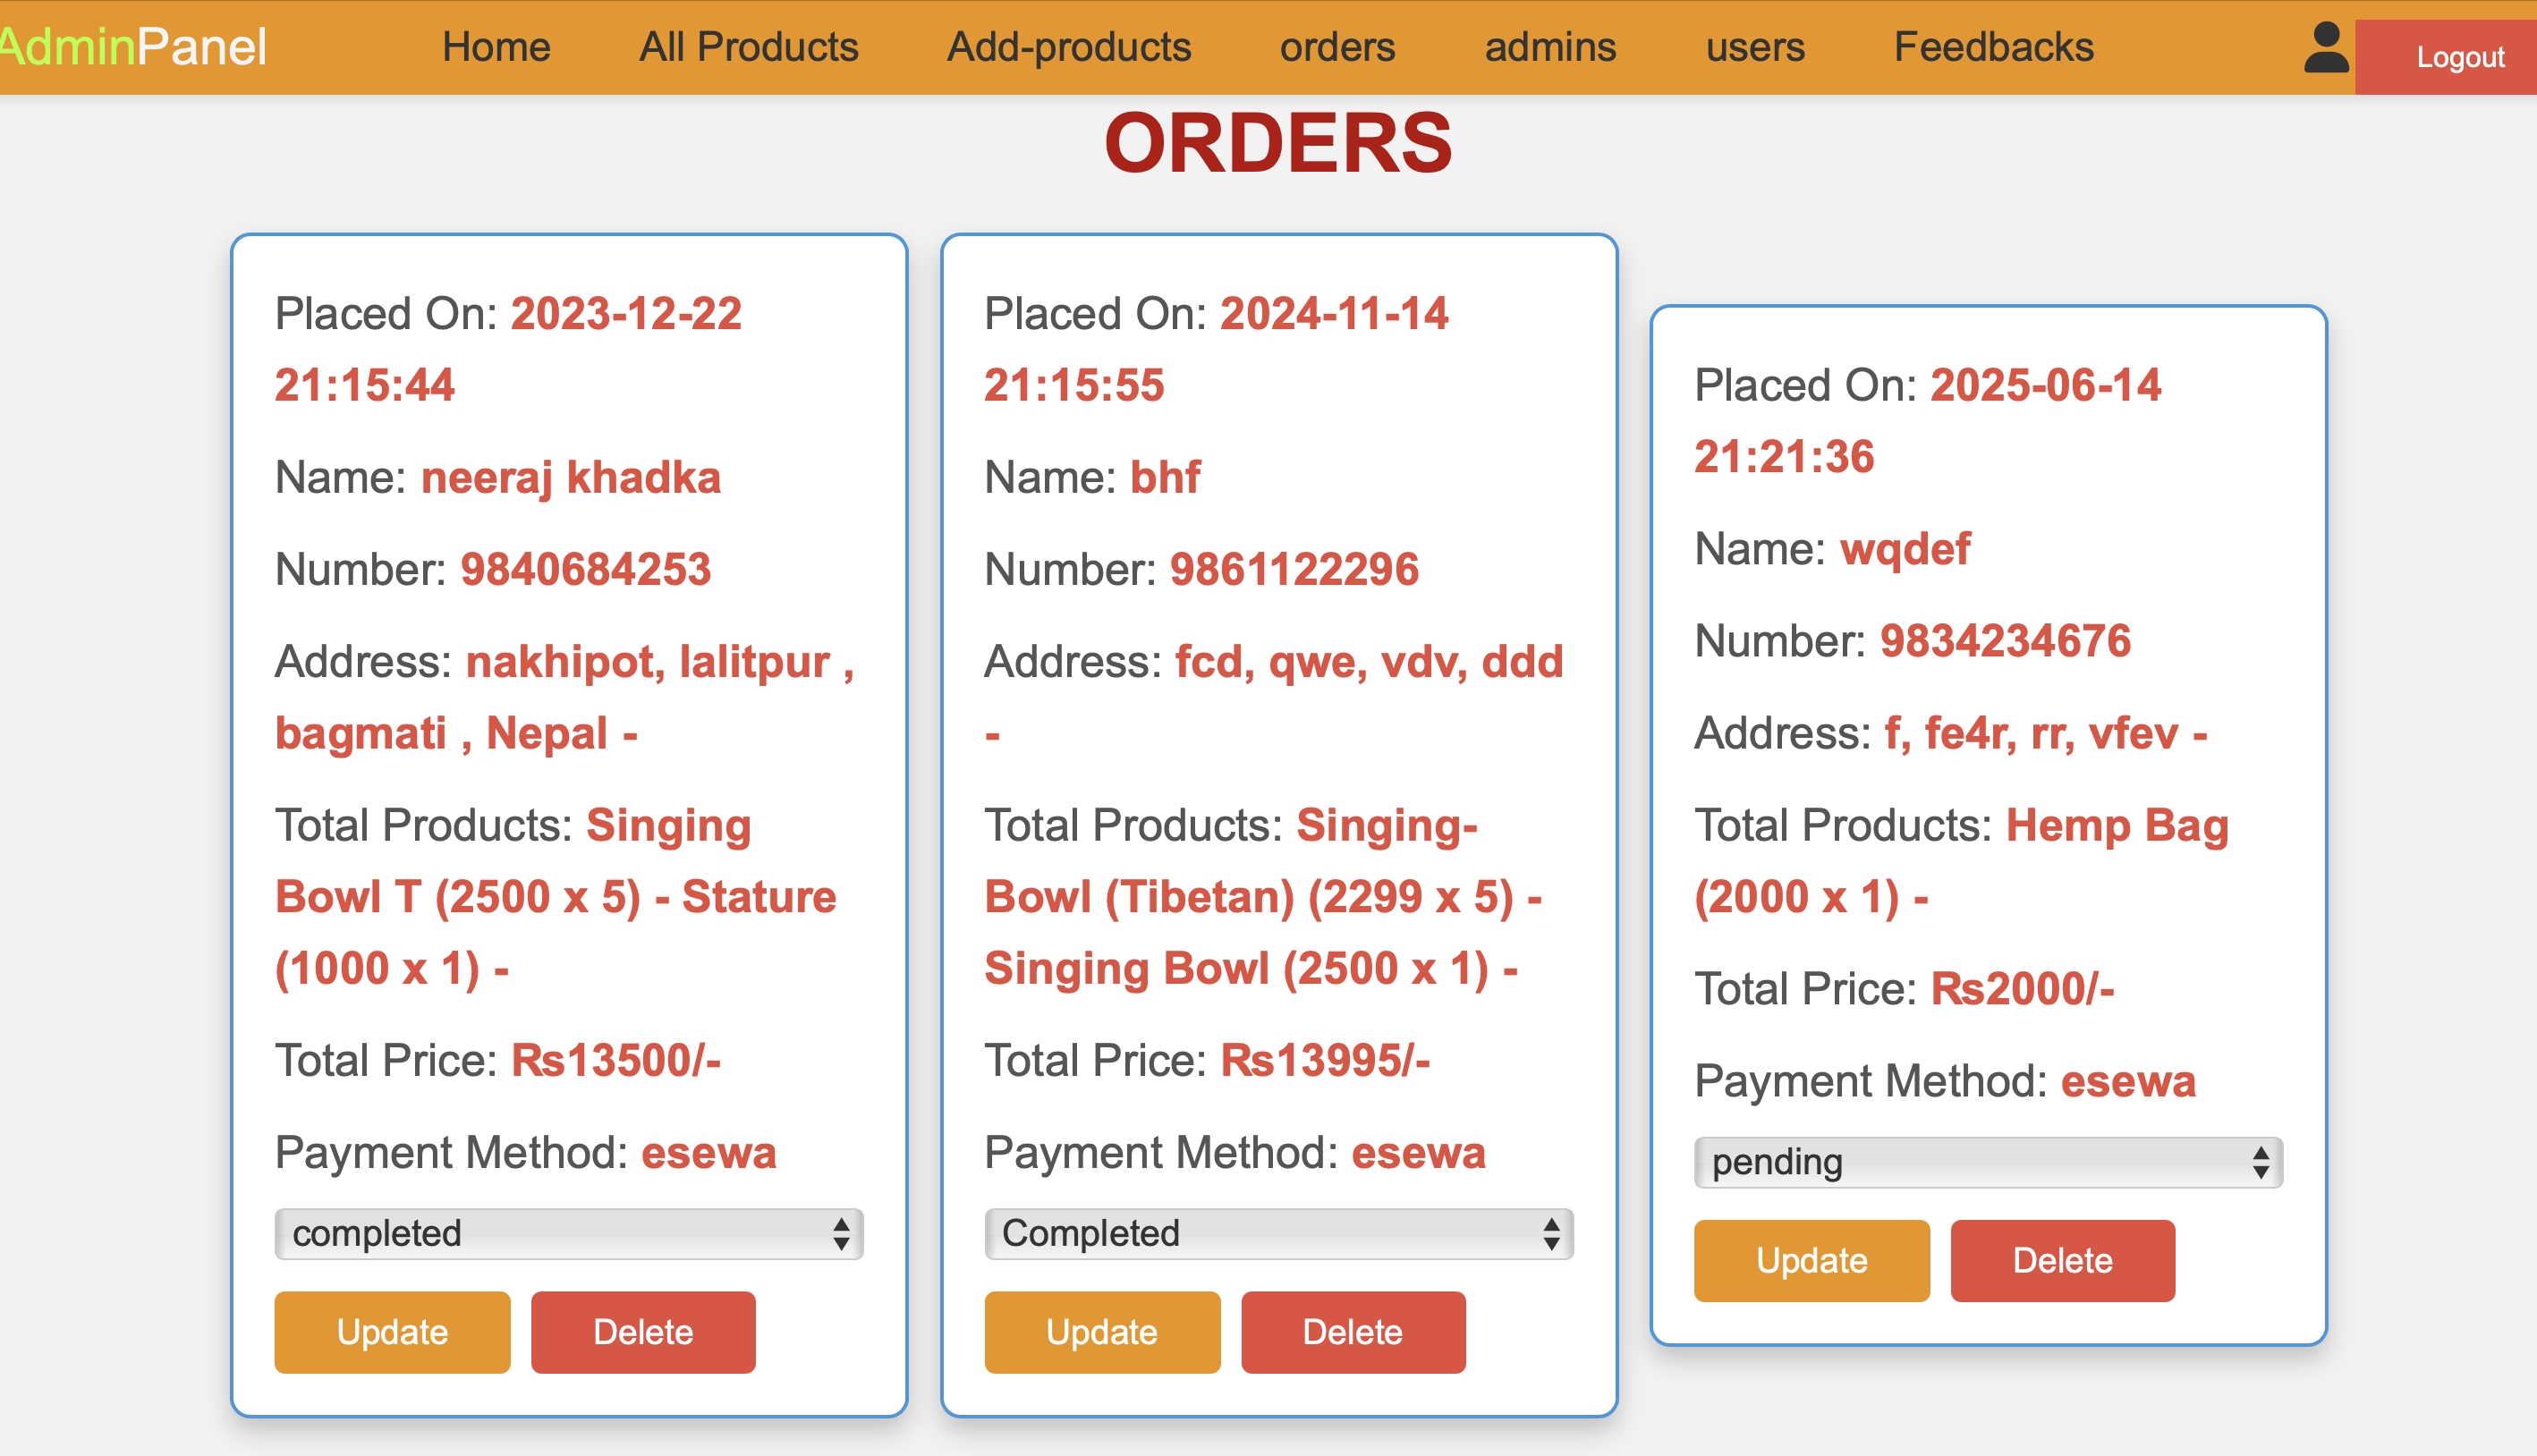 AdminPanel Home All Products Add-products orders admins users Feedbacks Logout
ORDERS
Placed On: 2023-12-22
21:15:44
Name: neeraj khadka
Number: 9840684253
Address: nakhipot, lalitpur ,
bagmati , Nepal -
Total Products: Singing
Bowl T (2500 x 5) - Stature
(1000 x 1) -
Total Price: Rs13500/-
Payment Method: esewa
completed
Update Delete
Placed On: 2024-11-14
21:15:55
Name: bhf
Number: 9861122296
Address: fcd, qwe, vdv, ddd
-
Total Products: Singing-
Bowl (Tibetan) (2299 x 5) -
Singing Bowl (2500 x 1) -
Total Price: Rs13995/-
Payment Method: esewa
Completed
Update Delete
Placed On: 2025-06-14
21:21:36
Name: wqdef
Number: 9834234676
Address: f, fe4r, rr, vfev -
Total Products: Hemp Bag
(2000 x 1) -
Total Price: Rs2000/-
Payment Method: esewa
pending
Update Delete